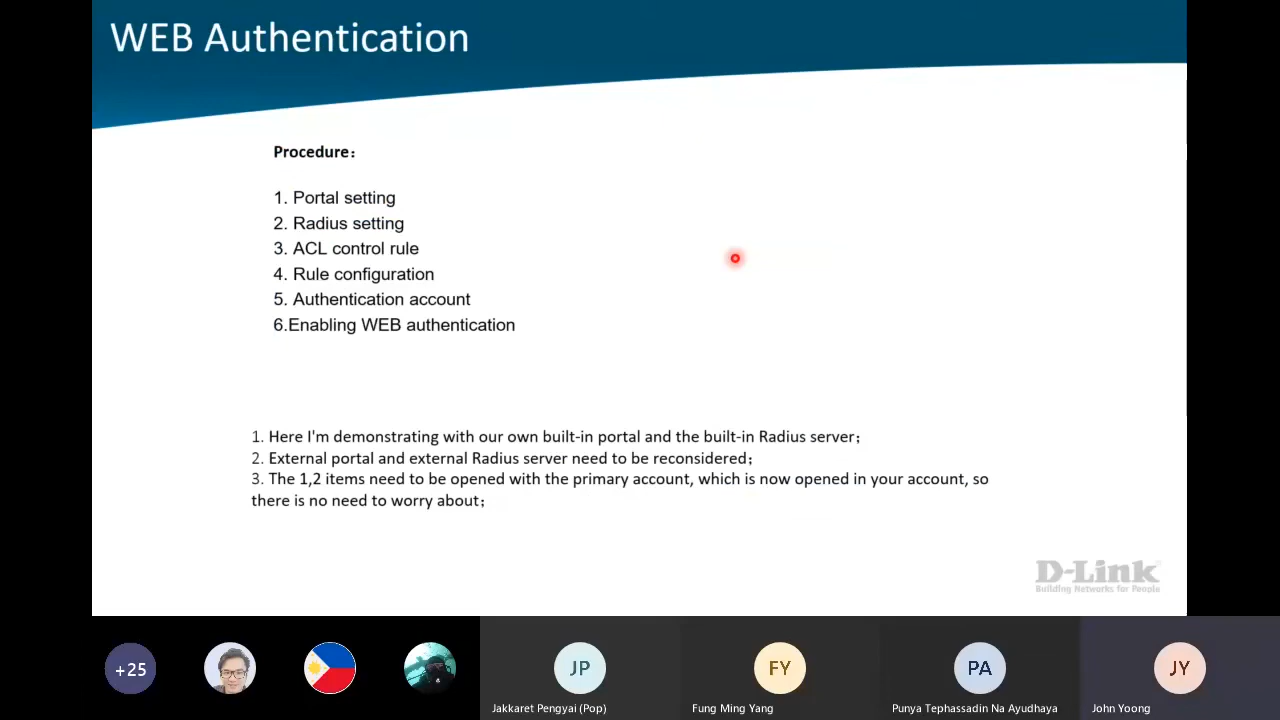 WEB Authentication
Procedure：
1. Portal setting
2. Radius setting
3. ACL control rule
4. Rule configuration
5. Authentication account
6.Enabling WEB authentication
1. Here I'm demonstrating with our own built-in portal and the built-in Radius server；
2. External portal and external Radius server need to be reconsidered；
3. The 1,2 items need to be opened with the primary account, which is now opened in your account, so
there is no need to worry about；
D-Link
Building Networks for People
+25
JP
FY
PA
JY
Jakkaret Pengyai (Pop)
Fung Ming Yang
Punya Tephassadin Na Ayudhaya
John Yoong